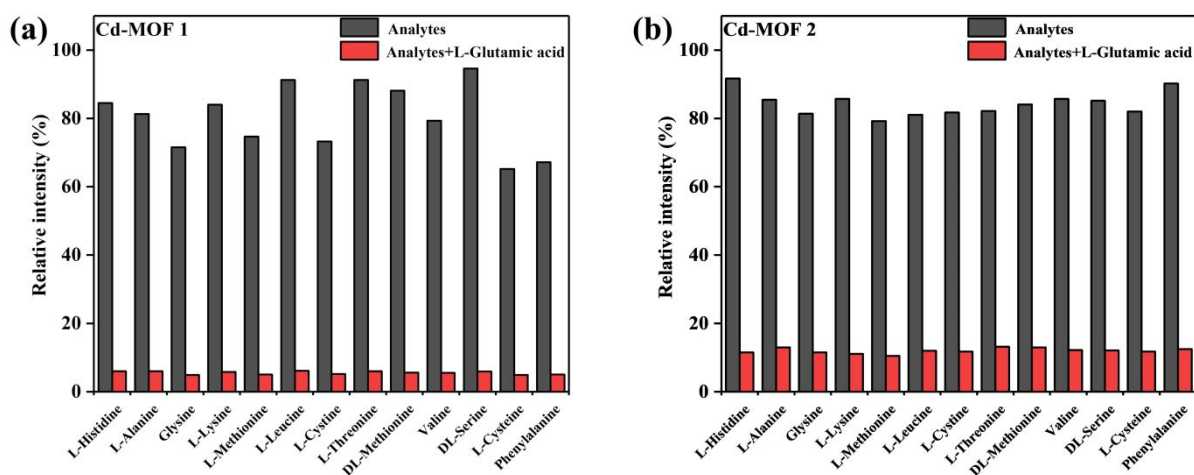 (a)
Cd-MOF 1
Analytes
Analytes+L-Glutamic acid
Relative intensity (%)
100
80
60
40
20
0
L-Histidine
L-Alanine
Glysine
L-Lysine
L-Methionine
L-Leucine
L-Cystine
L-Threonine
DL-Methionine
Valine
DL-Serine
L-Cysteine
Phenylalanine
(b)
Cd-MOF 2
Analytes
Analytes+L-Glutamic acid
Relative intensity (%)
100
80
60
40
20
0
L-Histidine
L-Alanine
Glysine
L-Lysine
L-Methionine
L-Leucine
L-Cystine
L-Threonine
DL-Methionine
Valine
DL-Serine
L-Cysteine
Phenylalanine